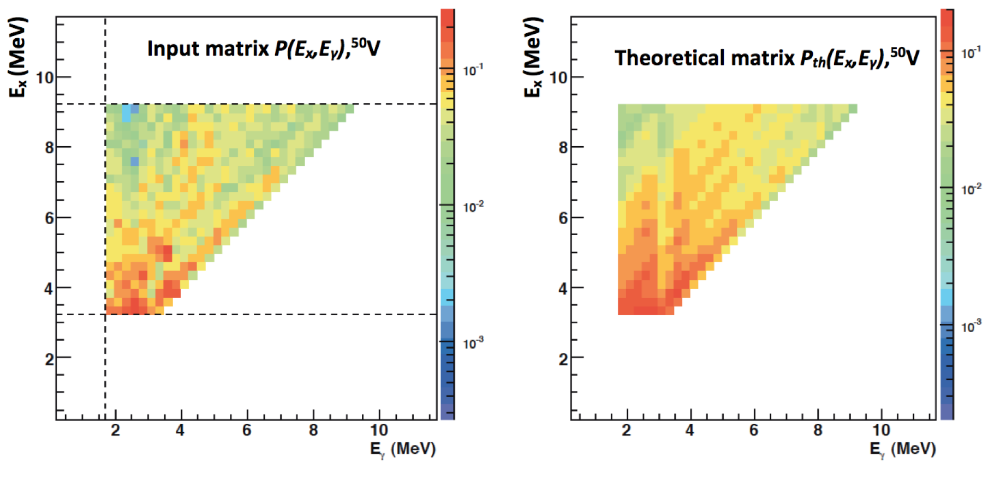 Input matrix P(Eₓ,Eᵧ),⁵⁰V
Eₓ (MeV)
10
8
6
4
2
2 4 6 8 10
Eᵧ (MeV)
10⁻¹
10⁻²
10⁻³
Theoretical matrix Pₜₕ(Eₓ,Eᵧ),⁵⁰V
Eₓ (MeV)
10
8
6
4
2
2 4 6 8 10
Eᵧ (MeV)
10⁻¹
10⁻²
10⁻³